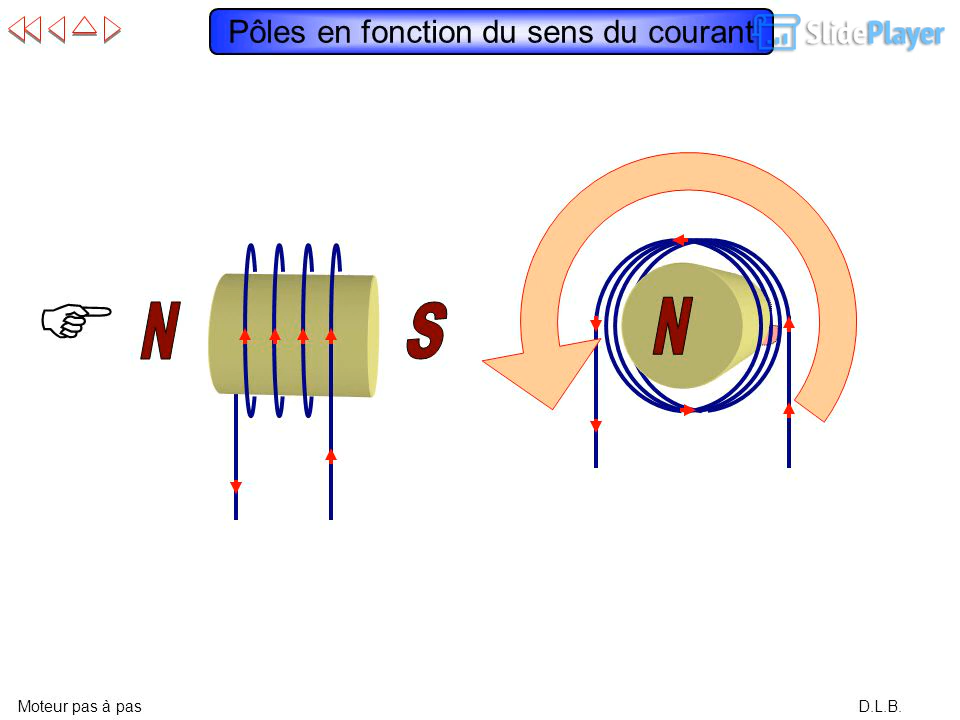 Pôles en fonction du sens du courant
SlidePlayer
N
S
N
Moteur pas à pas
D.L.B.